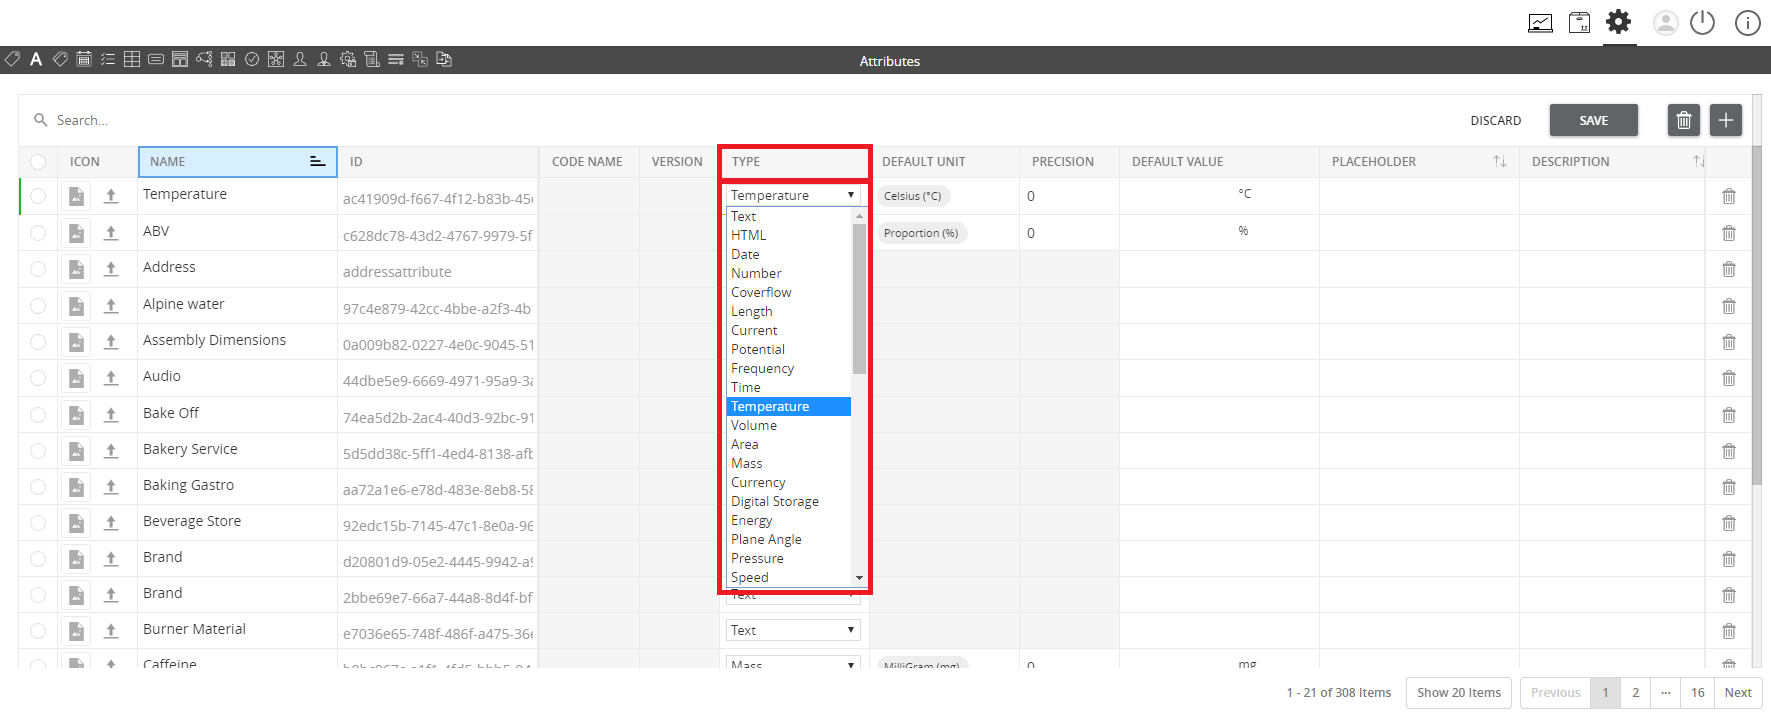 Attributes
Search...
DISCARD
SAVE
ICON NAME ID CODE NAME VERSION TYPE DEFAULT UNIT PRECISION DEFAULT VALUE PLACEHOLDER DESCRIPTION
Temperature ac41909d-f667-4f12-b83b-45 Temperature Celsius (°C) 0 °C
ABV c628dc78-43d2-4767-9979-5f Proportion (%) 0 %
Address addressattribute
Alpine water 97c4e879-42cc-4bbe-a2f3-4b
Assembly Dimensions 0a009b82-0227-4e0c-9045-51
Audio 44dbe5e9-6669-4971-95a9-3a
Bake Off 74ea5d2b-2ac4-40d3-92bc-91
Bakery Service 5d5dd38c-5ff1-4ed4-8138-afb
Baking Gastro aa72a1e6-e78d-483e-8eb8-58
Beverage Store 92edc15b-7145-47c1-8e0a-96
Brand d20801d9-05e2-4445-9942-a9
Brand 2bbe69e7-66a7-44a8-8d4f-bf Text
Burner Material e7036e65-748f-486f-a475-36e Text
Caffeine Mass MilliGram (mg) 0 mg
Text
HTML
Date
Number
Coverflow
Length
Current
Potential
Frequency
Time
Temperature
Volume
Area
Mass
Currency
Digital Storage
Energy
Plane Angle
Pressure
Speed
1 - 21 of 308 Items
Show 20 Items
Previous 1 2 ... 16 Next